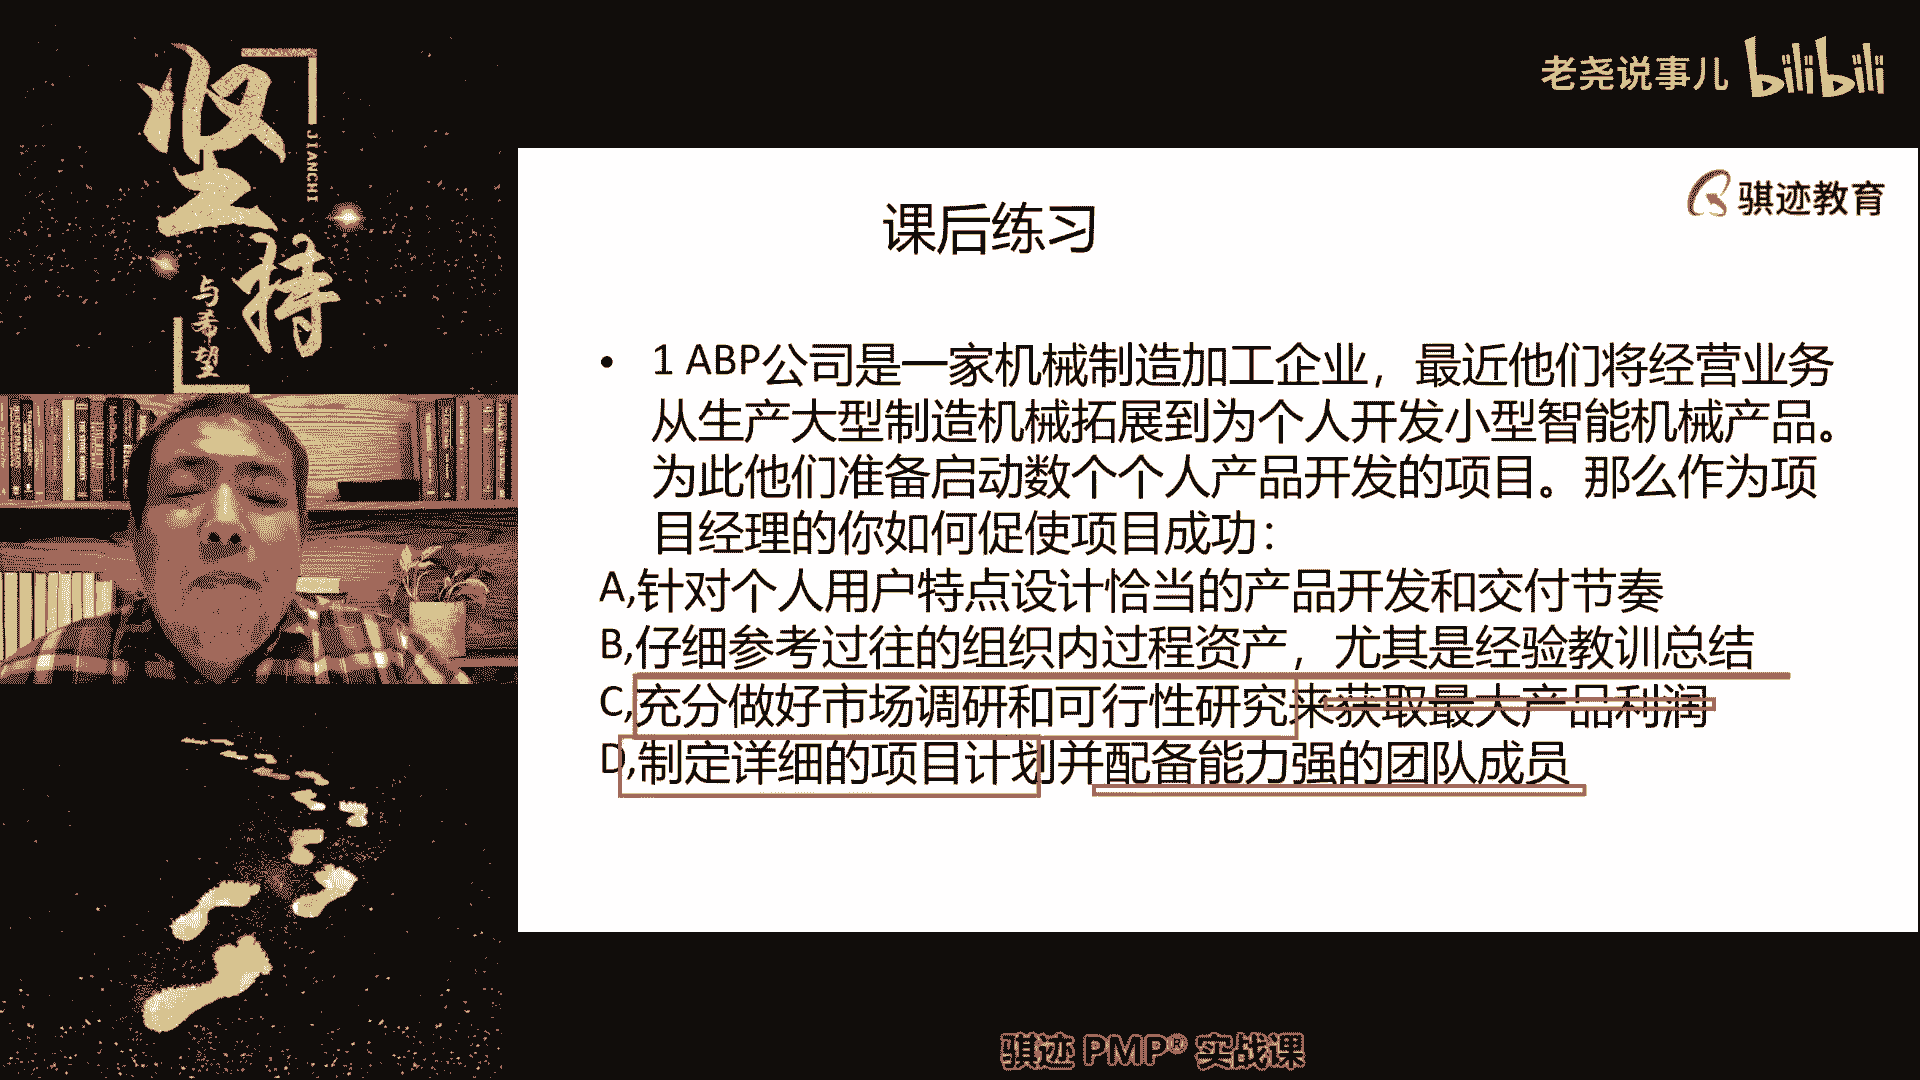 坚
持
JIANCHI
与希望
老尧说事儿 bilibili
骐迹教育
课后练习
• 1 ABP公司是一家机械制造加工企业，最近他们将经营业务
从生产大型制造机械拓展到为个人开发小型智能机械产品。
为此他们准备启动数个个人产品开发的项目。那么作为项
目经理的你如何促使项目成功：
A,针对个人用户特点设计恰当的产品开发和交付节奏
B,仔细参考过往的组织内过程资产，尤其是经验教训总结
C,充分做好市场调研和可行性研究来获取最大产品利润
D,制定详细的项目计划并配备能力强的团队成员
骐迹 PMP® 实战课